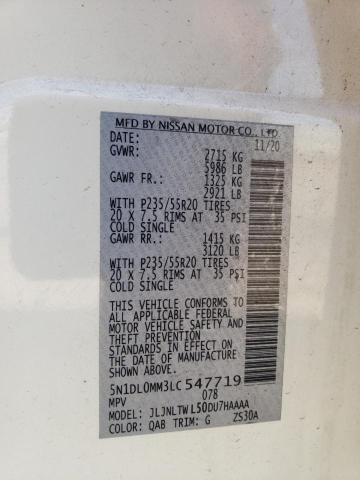 MFD BY NISSAN MOTOR CO., LTD
DATE: 11/20
GVWR: 2715 KG
5986 LB
GAWR FR: 1325 KG
2921 LB
WITH P235/55R20 TIRES
20 X 7.5 RIMS AT 35 PSI
COLD SINGLE
GAWR RR: 1415 KG
3120 LB
WITH P235/55R20 TIRES
20 X 7.5 RIMS AT 35 PSI
COLD SINGLE
THIS VEHICLE CONFORMS TO
ALL APPLICABLE FEDERAL
MOTOR VEHICLE SAFETY
AND THEFT PREVENTION
STANDARDS IN EFFECT ON
THE DATE OF MANUFACTURE
SHOWN ABOVE.
5N1DL0MM3LC547719
MPV 078
MODEL: JLJNLTWL50DU7HAAAA
COLOR: QAB TRIM: G ZS30A